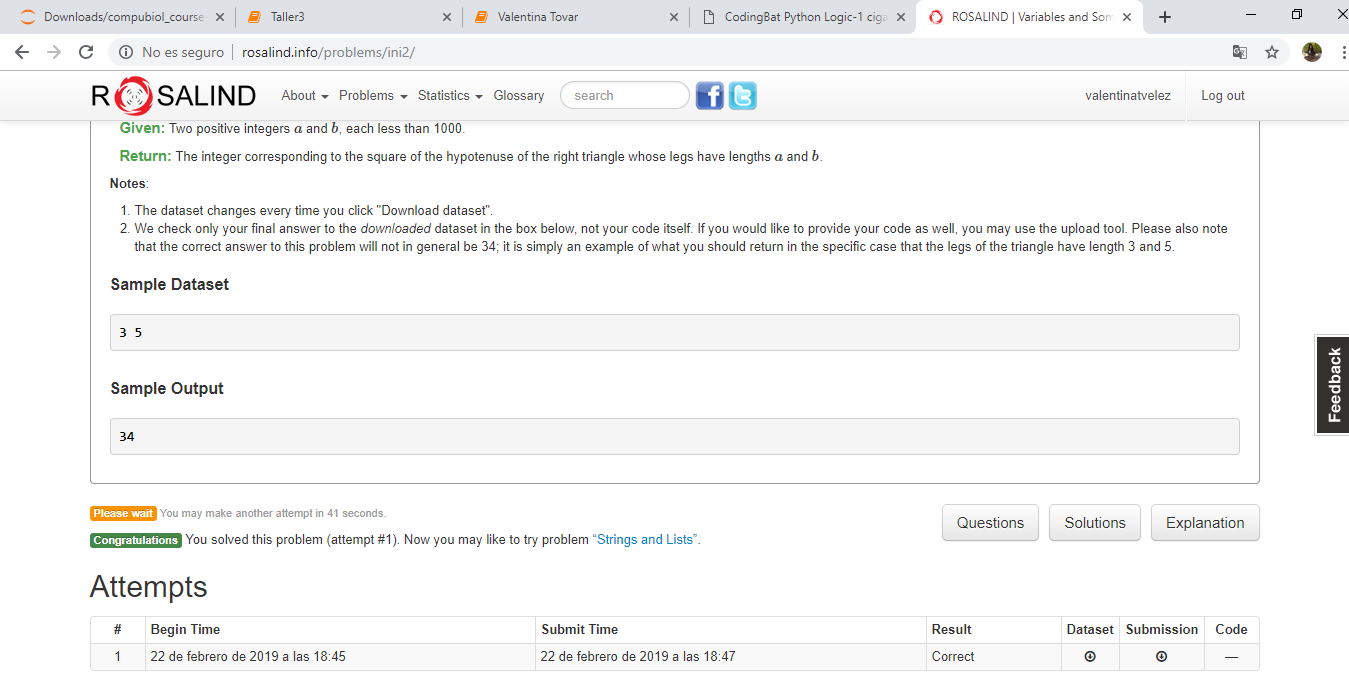 Downloads/compubiol_course
Taller3
Valentina Tovar
CodingBat Python Logic-1 ciga
ROSALIND | Variables and Som
No es seguro | rosalind.info/problems/ini2/
ROSALIND About Problems Statistics Glossary search valentinatvelez Log out
Given: Two positive integers a and b, each less than 1000.
Return: The integer corresponding to the square of the hypotenuse of the right triangle whose legs have lengths a and b.
Notes:
1. The dataset changes every time you click "Download dataset".
2. We check only your final answer to the downloaded dataset in the box below, not your code itself. If you would like to provide your code as well, you may use the upload tool. Please also note
that the correct answer to this problem will not in general be 34; it is simply an example of what you should return in the specific case that the legs of the triangle have length 3 and 5.
Sample Dataset
3 5
Feedback
Sample Output
34
Please wait You may make another attempt in 41 seconds.
Questions Solutions Explanation
Congratulations You solved this problem (attempt #1). Now you may like to try problem “Strings and Lists”.
Attempts
# Begin Time Submit Time Result Dataset Submission Code
1 22 de febrero de 2019 a las 18:45 22 de febrero de 2019 a las 18:47 Correct —